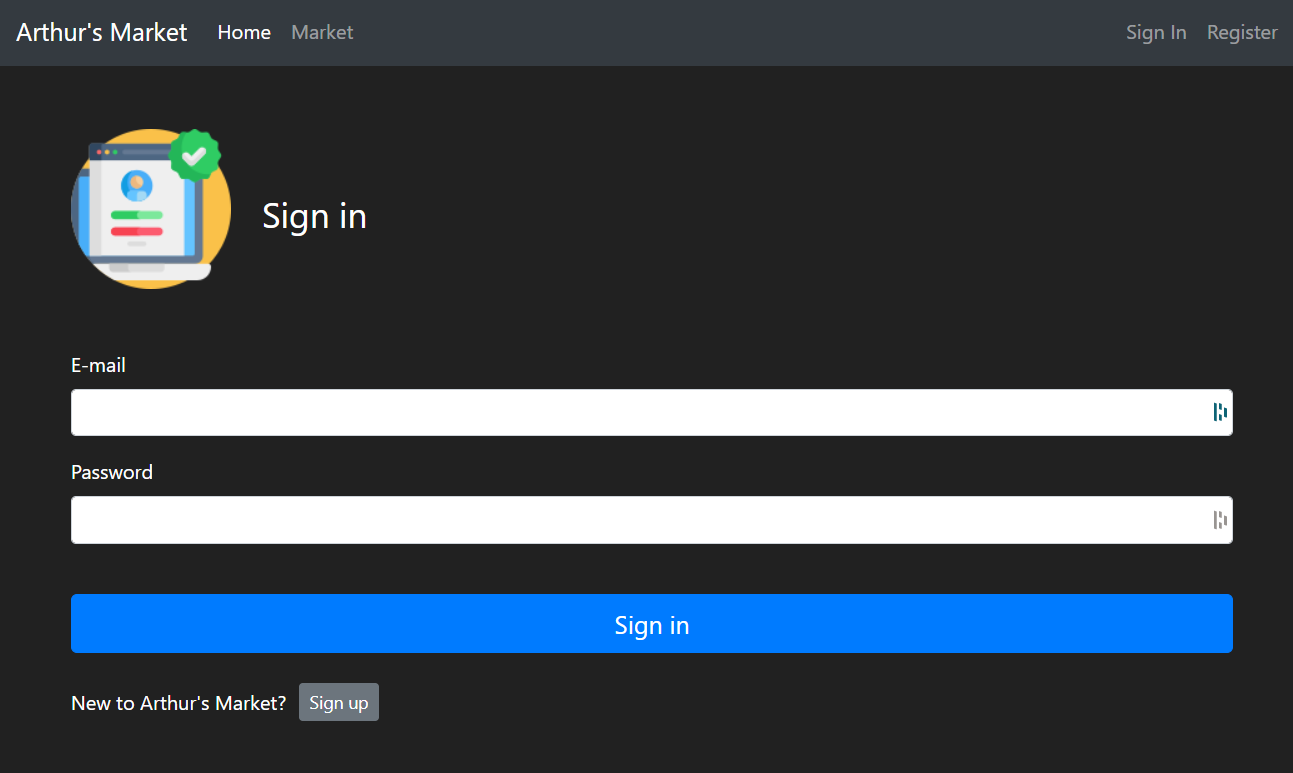 Arthur's Market Home Market Sign In Register
Sign in
E-mail
Password
Sign in
New to Arthur's Market? Sign up